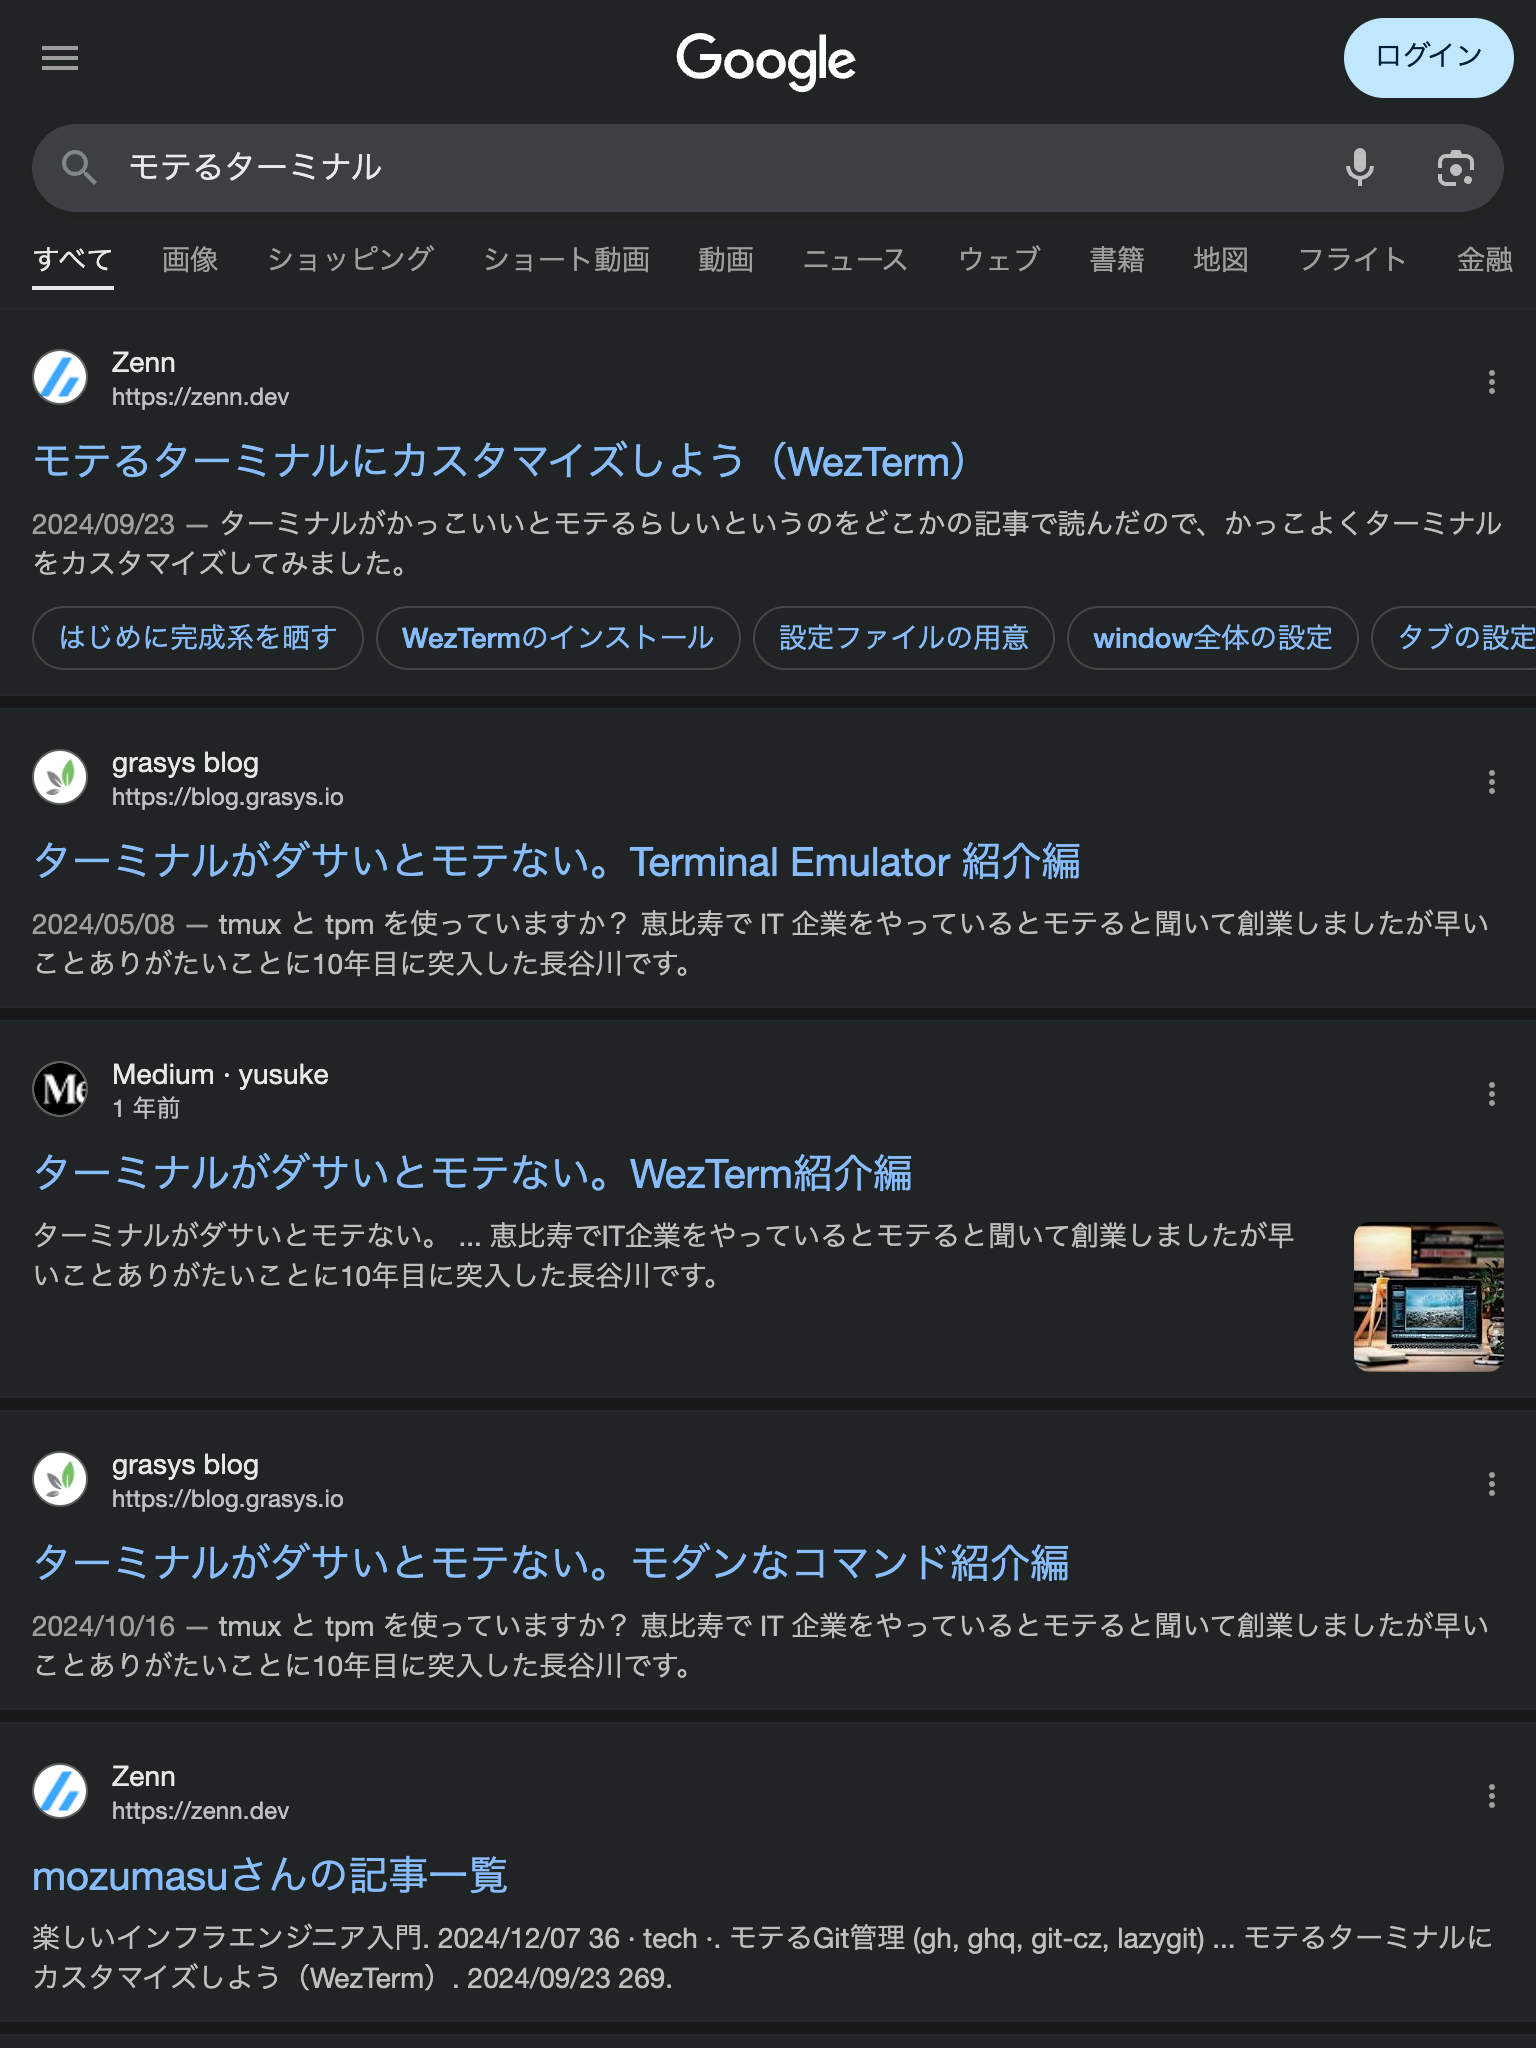 Google
ログイン
モテるターミナル
すべて 画像 ショッピング ショート動画 動画 ニュース ウェブ 書籍 地図 フライト 金融
Zenn
https://zenn.dev
モテるターミナルにカスタマイズしよう（WezTerm）
2024/09/23 — ターミナルがかっこいいとモテるらしいというのをどこかの記事で読んだので、かっこよくターミナル
をカスタマイズしてみました。
はじめに完成系を晒す WezTermのインストール 設定ファイルの用意 window全体の設定 タブの設定
grasys blog
https://blog.grasys.io
ターミナルがダサいとモテない。Terminal Emulator 紹介編
2024/05/08 — tmux と tpm を使っていますか？ 恵比寿で IT 企業をやっているとモテると聞いて創業しましたが早い
ことありがたいことに10年目に突入した長谷川です。
Me
Medium · yusuke
1 年前
ターミナルがダサいとモテない。WezTerm紹介編
ターミナルがダサいとモテない。 ... 恵比寿でIT企業をやっているとモテると聞いて創業しましたが早
いことありがたいことに10年目に突入した長谷川です。
grasys blog
https://blog.grasys.io
ターミナルがダサいとモテない。モダンなコマンド紹介編
2024/10/16 — tmux と tpm を使っていますか？ 恵比寿で IT 企業をやっているとモテると聞いて創業しましたが早い
ことありがたいことに10年目に突入した長谷川です。
Zenn
https://zenn.dev
mozumasuさんの記事一覧
楽しいインフラエンジニア入門. 2024/12/07 36 · tech ·. モテるGit管理 (gh, ghq, git-cz, lazygit) ... モテるターミナルに
カスタマイズしよう（WezTerm）. 2024/09/23 269.